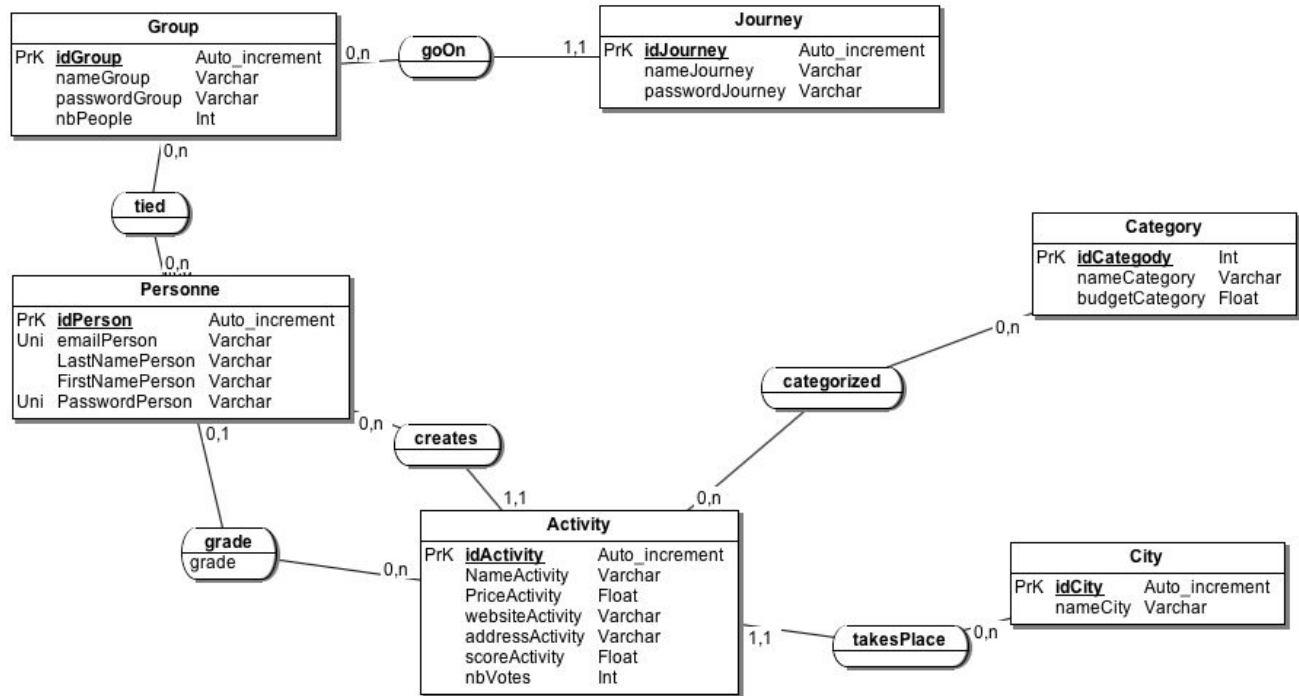 Group
PrK idGroup Auto_increment
nameGroup Varchar
passwordGroup Varchar
nbPeople Int
0,n
goOn
1,1
Journey
PrK idJourney Auto_increment
nameJourney Varchar
passwordJourney Varchar
0,n
tied
0,n
Personne
PrK idPerson Auto_increment
Uni emailPerson Varchar
LastNamePerson Varchar
FirstNamePerson Varchar
Uni PasswordPerson Varchar
Category
PrK idCategody Int
nameCategory Varchar
budgetCategory Float
0,n
categorized
0,n
0,n
creates
1,1
0,1
grade
grade
0,n
Activity
PrK idActivity Auto_increment
NameActivity Varchar
PriceActivity Float
websiteActivity Varchar
addressActivity Varchar
scoreActivity Float
nbVotes Int
1,1
takesPlace
0,n
City
PrK idCity Auto_increment
nameCity Varchar